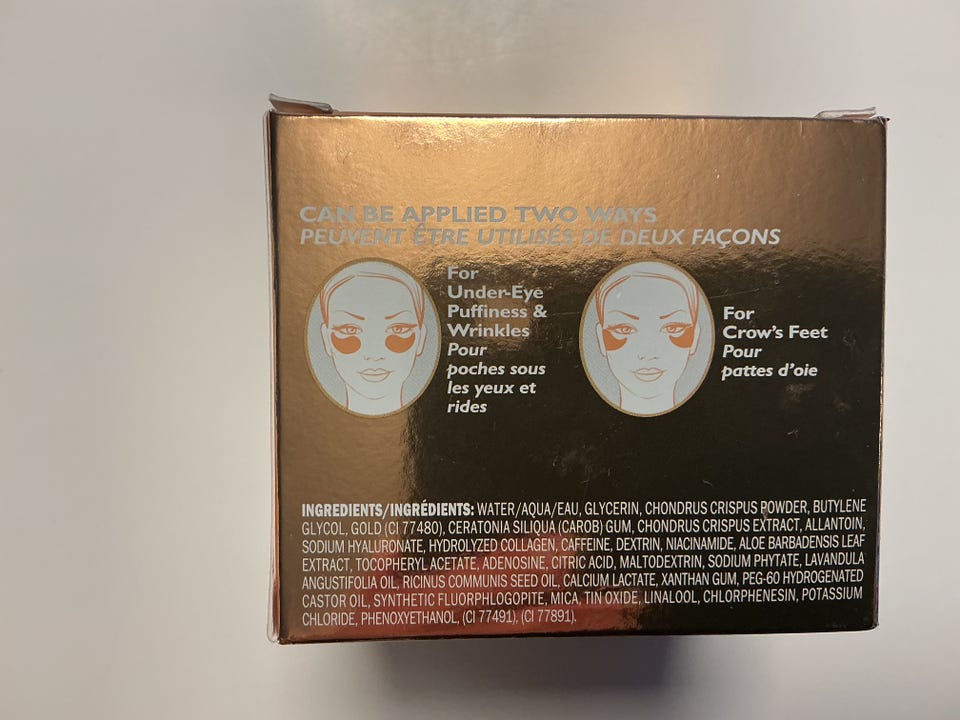 CAN BE APPLIED TWO WAYS
PEUVENT ÊTRE UTILISÉS DE DEUX FAÇONS
For
Under-Eye
Puffiness &
Wrinkles
Pour
poches sous
les yeux et
rides
For
Crow's Feet
Pour
pattes d'oie
INGREDIENTS/INGRÉDIENTS: WATER/AQUA/EAU, GLYCERIN, CHONDRUS CRISPUS POWDER, BUTYLENE
GLYCOL, GOLD (CI 77480), CERATONIA SILIQUA (CAROB) GUM, CHONDRUS CRISPUS EXTRACT, ALLANTOIN,
SODIUM HYALURONATE, HYDROLYZED COLLAGEN, CAFFEINE, DEXTRIN, NIACINAMIDE, ALOE BARBADENSIS LEAF
EXTRACT, TOCOPHERYL ACETATE, ADENOSINE, CITRIC ACID, MALTODEXTRIN, SODIUM PHYTATE, LAVANDULA
ANGUSTIFOLIA OIL, RICINUS COMMUNIS SEED OIL, CALCIUM LACTATE, XANTHAN GUM, PEG-60 HYDROGENATED
CASTOR OIL, SYNTHETIC FLUORPHLOGOPITE, MICA, TIN OXIDE, LINALOOL, CHLORPHENESIN, POTASSIUM
CHLORIDE, PHENOXYETHANOL, (CI 77491), (CI 77891).